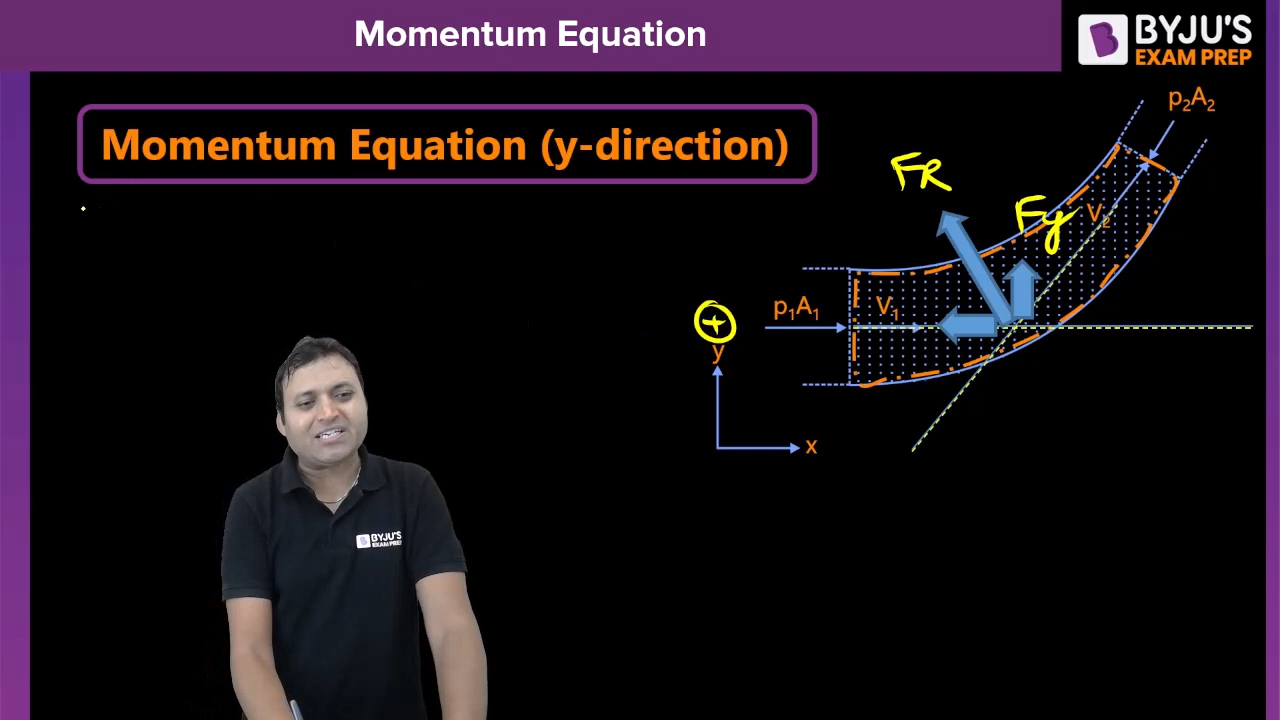 Momentum Equation
BYJU'S
EXAM PREP
Momentum Equation (y-direction)
p₂A₂
FR
Fy
V₂
p₁A₁
V₁
+
y
x
BYJU'S
EXAM PREP